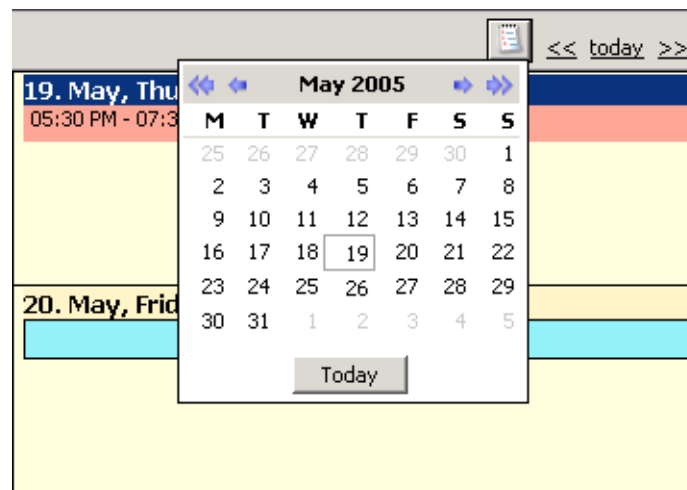 << today >>
19. May, Thu
May 2005
05:30 PM - 07:3
M T W T F S S
25 26 27 28 29 30 1
2 3 4 5 6 7 8
9 10 11 12 13 14 15
16 17 18 19 20 21 22
23 24 25 26 27 28 29
20. May, Frid
30 31 1 2 3 4 5
Today